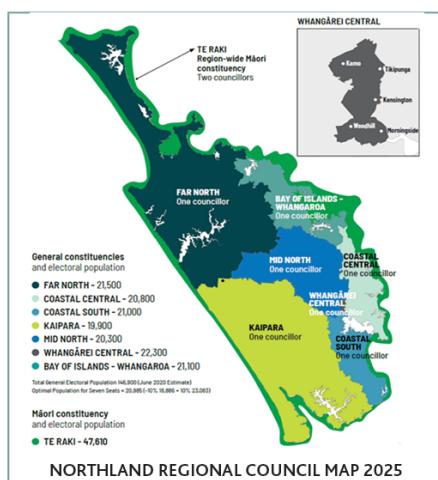 WHANGĀREI CENTRAL
Kamo
Tikipunga
Kensington
Woodhill
Morningside
TE RAKI
Region-wide Māori
constituency
Two councillors
FAR NORTH
One councillor
BAY OF ISLANDS -
WHANGAROA
One councillor
MID NORTH
One councillor
COASTAL
CENTRAL
One councillor
WHANGĀREI
CENTRAL
One councillor
KAIPARA
One councillor
COASTAL
SOUTH
One councillor
General constituencies
and electoral population
FAR NORTH - 21,500
COASTAL CENTRAL - 20,800
COASTAL SOUTH - 21,000
KAIPARA - 19,900
MID NORTH - 20,300
WHANGĀREI CENTRAL - 22,300
BAY OF ISLANDS - WHANGAROA - 21,100
Total General Electoral Population 146,900 (June 2020 Estimate)
Optimal Population for Seven Seats = 20,985 (-10% 18,886 + 10% 23,083)
Māori constituency
and electoral population
TE RAKI - 47,610
NORTHLAND REGIONAL COUNCIL MAP 2025